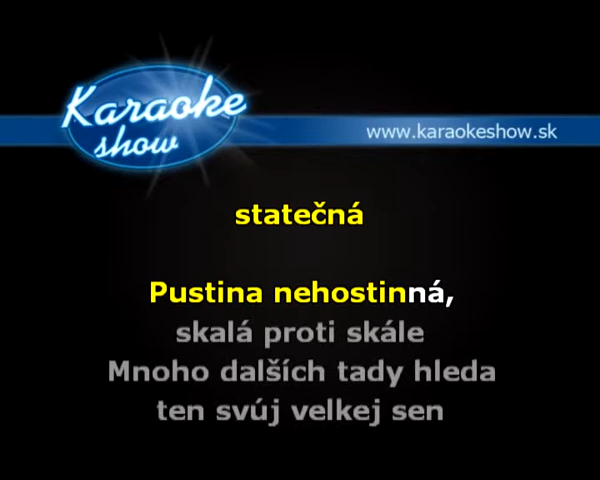 Karaoke
show
www.karaokeshow.sk
statečná
Pustina nehostinná,
skalá proti skále
Mnoho dalších tady hleda
ten svúj velkej sen